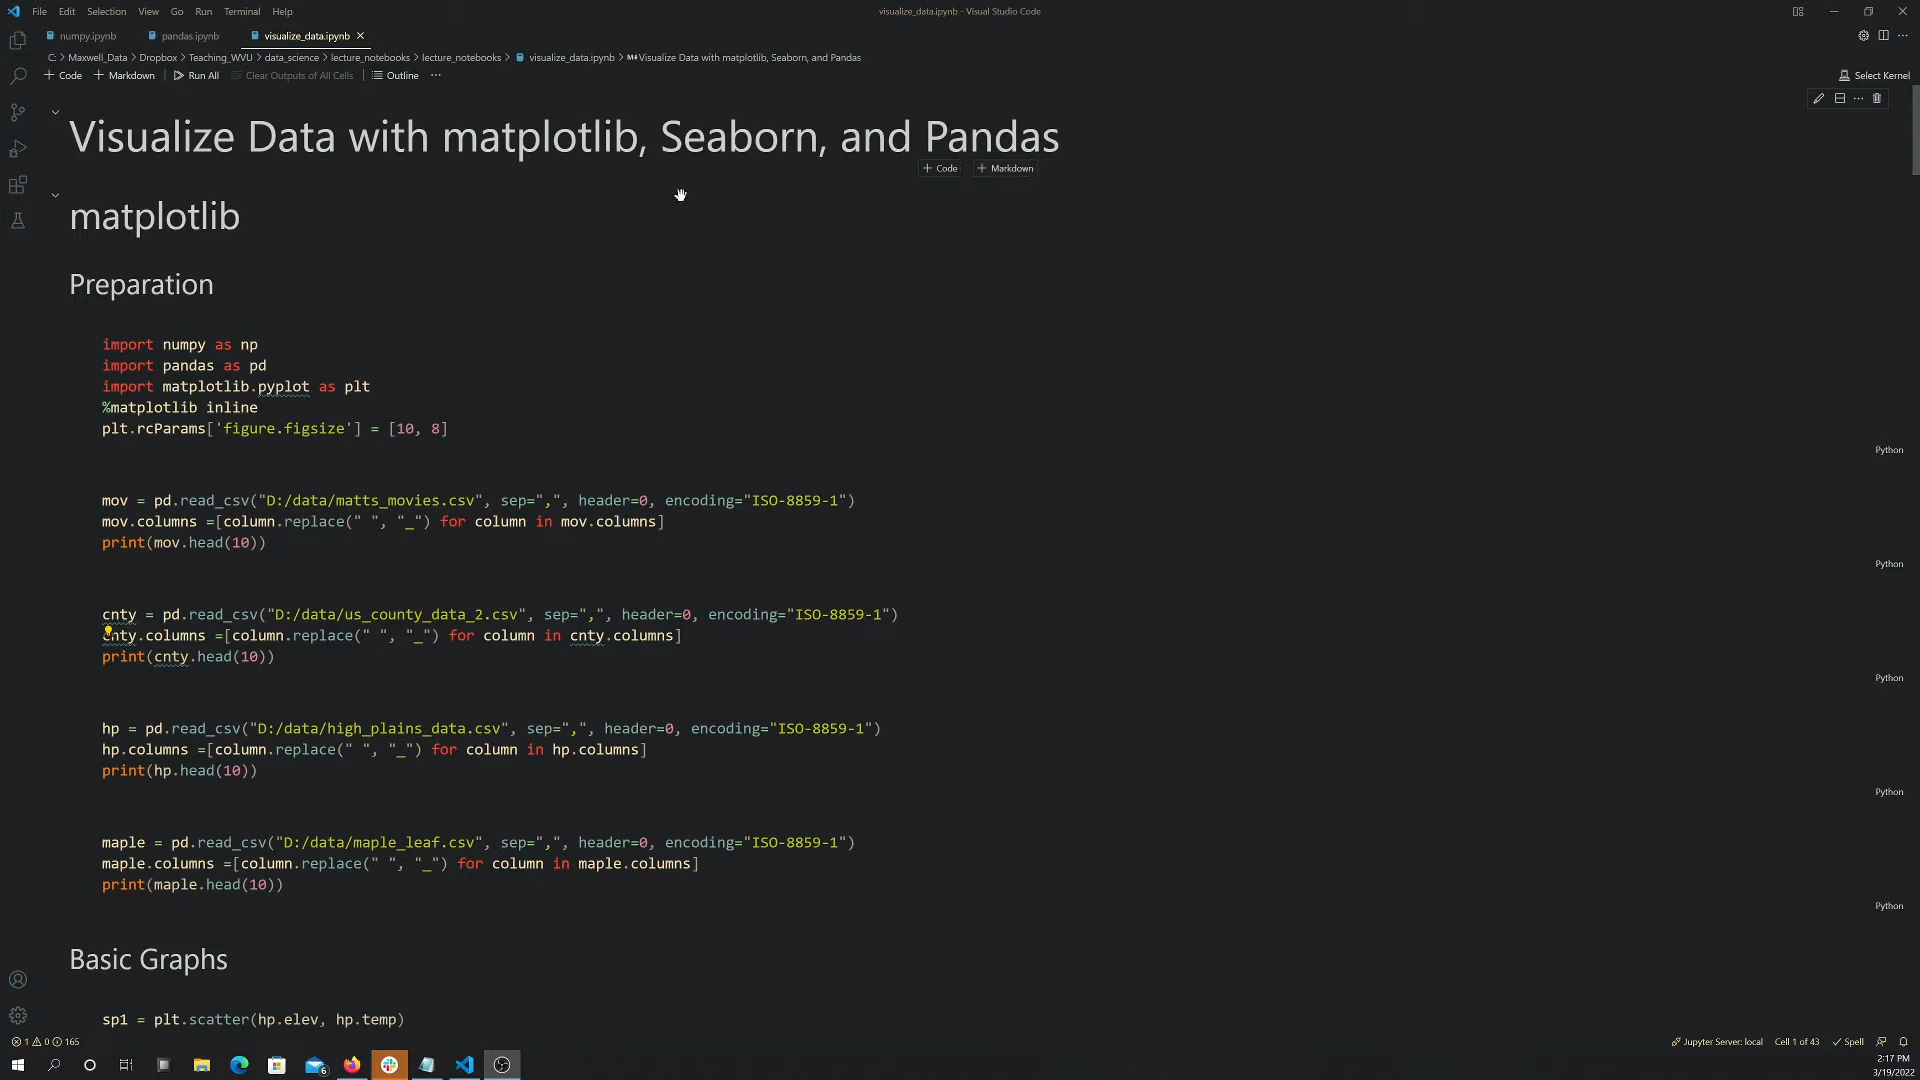 File Edit Selection View Go Run Terminal Help
visualize_data.ipynb - Visual Studio Code
numpy.ipynb pandas.ipynb visualize_data.ipynb
C: > Maxwell_Data > Dropbox > Teaching_WVU > data_science > lecture_notebooks > lecture_notebooks > visualize_data.ipynb > M↓Visualize Data with matplotlib, Seaborn, and Pandas
+ Code + Markdown Run All Clear Outputs of All Cells Outline ...
Select Kernel
Visualize Data with matplotlib, Seaborn, and Pandas
+ Code + Markdown
matplotlib
Preparation
import numpy as np
import pandas as pd
import matplotlib.pyplot as plt
%matplotlib inline
plt.rcParams['figure.figsize'] = [10, 8]
Python
mov = pd.read_csv("D:/data/matts_movies.csv", sep=",", header=0, encoding="ISO-8859-1")
mov.columns =[column.replace(" ", "_") for column in mov.columns]
print(mov.head(10))
Python
cnty = pd.read_csv("D:/data/us_county_data_2.csv", sep=",", header=0, encoding="ISO-8859-1")
cnty.columns =[column.replace(" ", "_") for column in cnty.columns]
print(cnty.head(10))
Python
hp = pd.read_csv("D:/data/high_plains_data.csv", sep=",", header=0, encoding="ISO-8859-1")
hp.columns =[column.replace(" ", "_") for column in hp.columns]
print(hp.head(10))
Python
maple = pd.read_csv("D:/data/maple_leaf.csv", sep=",", header=0, encoding="ISO-8859-1")
maple.columns =[column.replace(" ", "_") for column in maple.columns]
print(maple.head(10))
Python
Basic Graphs
sp1 = plt.scatter(hp.elev, hp.temp)
1 0 165
Jupyter Server: local Cell 1 of 43 Spell
6
2:17 PM
3/19/2022